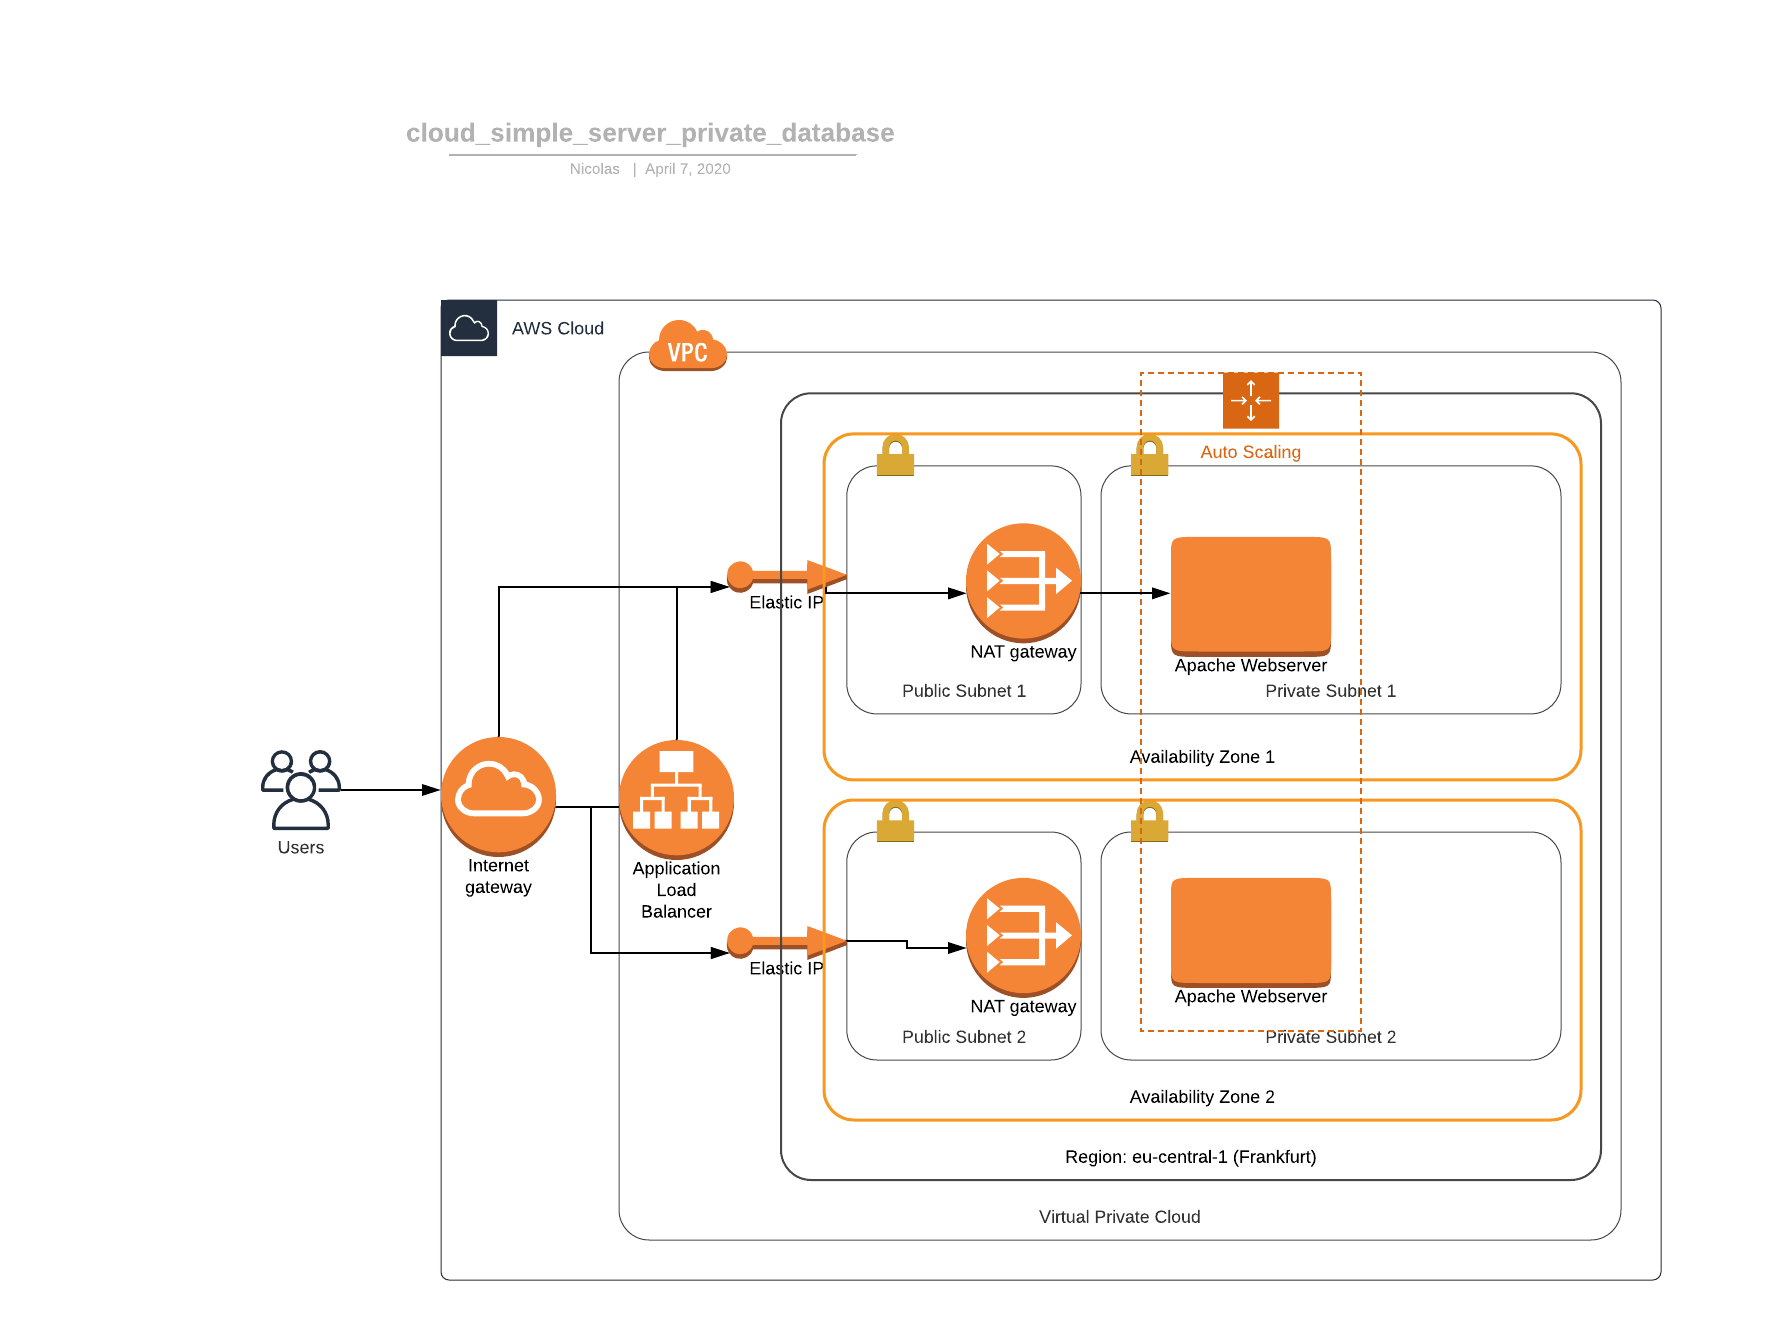 cloud_simple_server_private_database
Nicolas | April 7, 2020
AWS Cloud
VPC
Auto Scaling
Elastic IP
NAT gateway
Apache Webserver
Public Subnet 1
Private Subnet 1
Availability Zone 1
Users
Internet
gateway
Application
Load
Balancer
Elastic IP
NAT gateway
Apache Webserver
Public Subnet 2
Private Subnet 2
Availability Zone 2
Region: eu-central-1 (Frankfurt)
Virtual Private Cloud